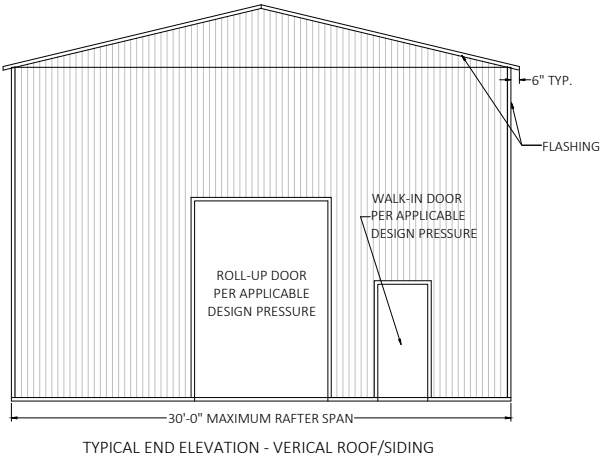 6" TYP.
FLASHING
WALK-IN DOOR
PER APPLICABLE
DESIGN PRESSURE
ROLL-UP DOOR
PER APPLICABLE
DESIGN PRESSURE
30'-0" MAXIMUM RAFTER SPAN
TYPICAL END ELEVATION - VERICAL ROOF/SIDING